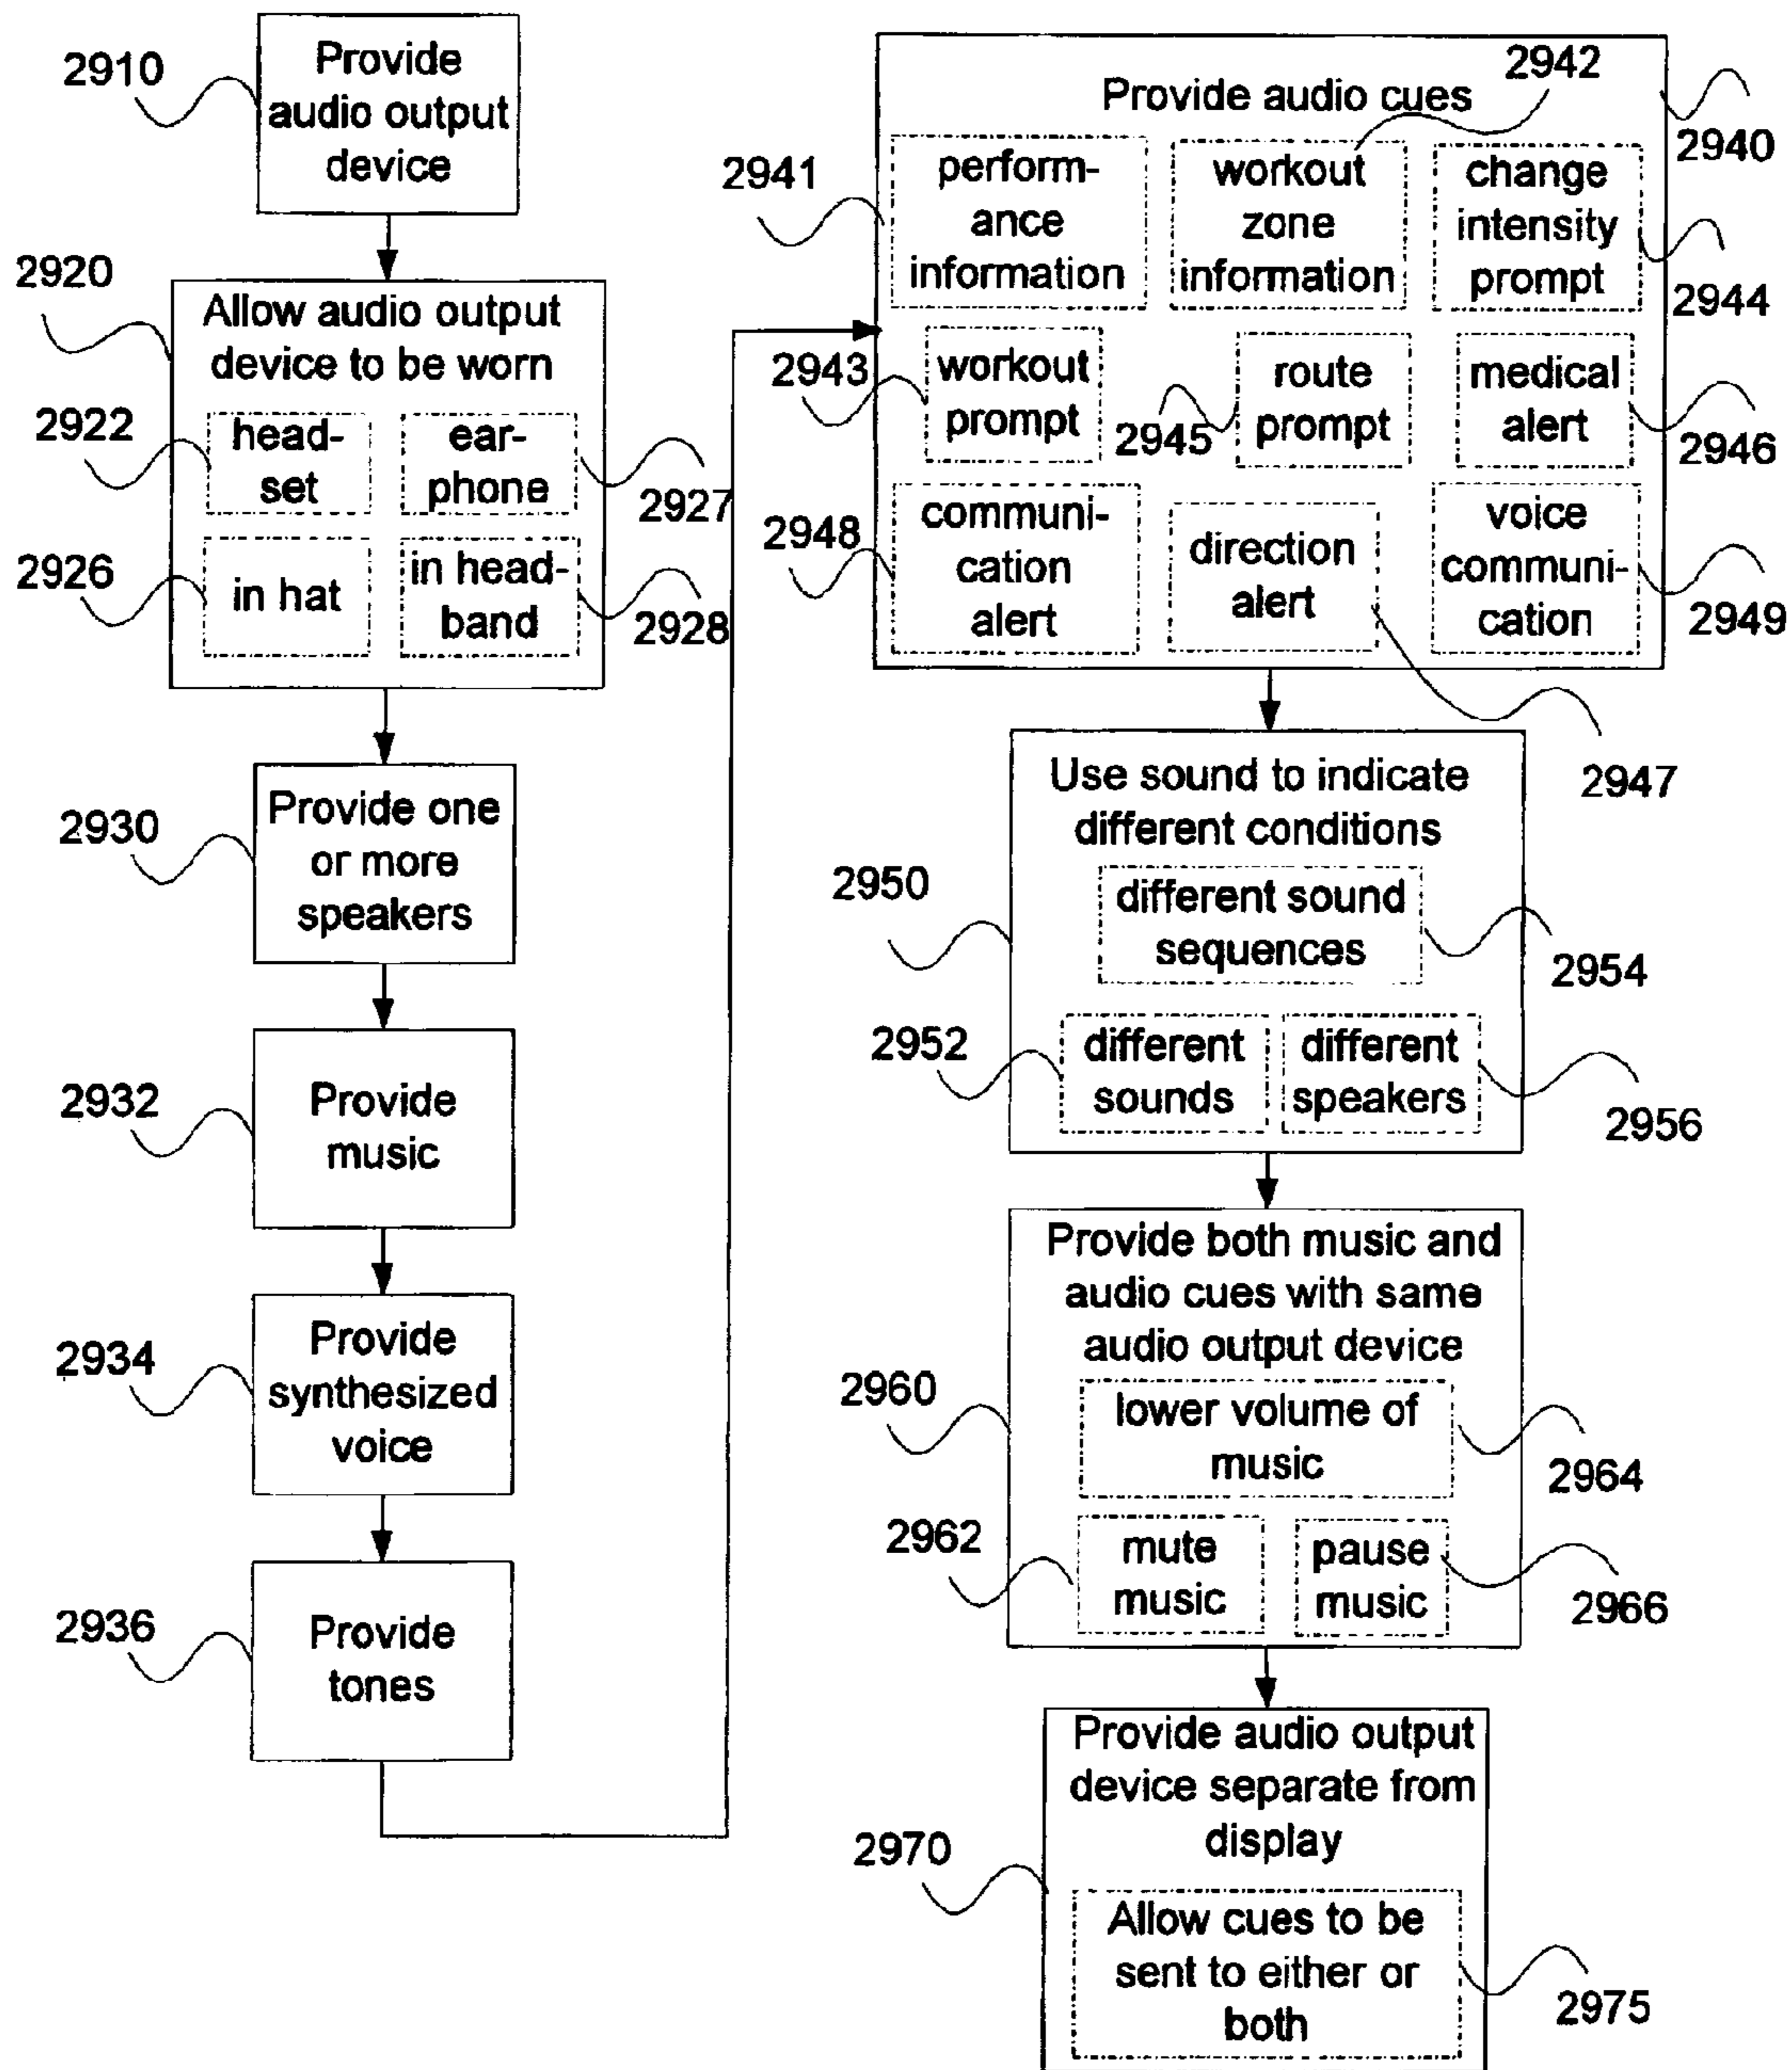 2910
Provide
audio output
device
2920
Allow audio output
device to be worn
2922
head-
set
ear-
phone
2927
2926
in hat
in head-
band
2928
2930
Provide one
or more
speakers
2932
Provide
music
2934
Provide
synthesized
voice
2936
Provide
tones
2940
Provide audio cues
2941
perform-
ance
information
2942
workout
zone
information
change
intensity
prompt
2944
2943
workout
prompt
2945
route
prompt
medical
alert
2946
2948
communi-
cation
alert
direction
alert
2947
voice
communi-
cation
2949
2950
Use sound to indicate
different conditions
different sound
sequences
2954
2952
different
sounds
different
speakers
2956
2960
Provide both music and
audio cues with same
audio output device
lower volume of
music
2964
2962
mute
music
pause
music
2966
2970
Provide audio output
device separate from
display
Allow cues to be
sent to either or
both
2975